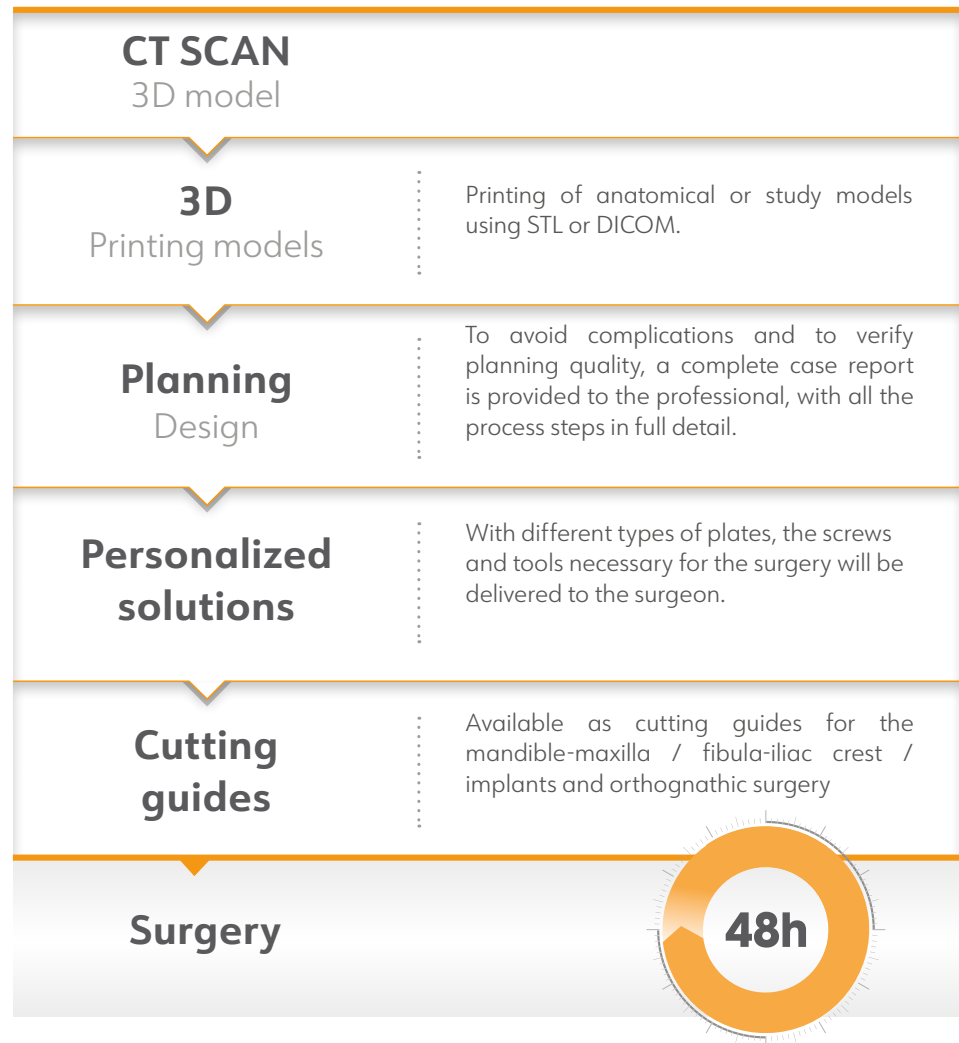 CT SCAN
3D model
3D
Printing models
Printing of anatomical or study models
using STL or DICOM.
Planning
Design
To avoid complications and to verify
planning quality, a complete case report
is provided to the professional, with all the
process steps in full detail.
Personalized
solutions
With different types of plates, the screws
and tools necessary for the surgery will be
delivered to the surgeon.
Cutting
guides
Available as cutting guides for the
mandible-maxilla / fibula-iliac crest /
implants and orthognathic surgery
Surgery
48h